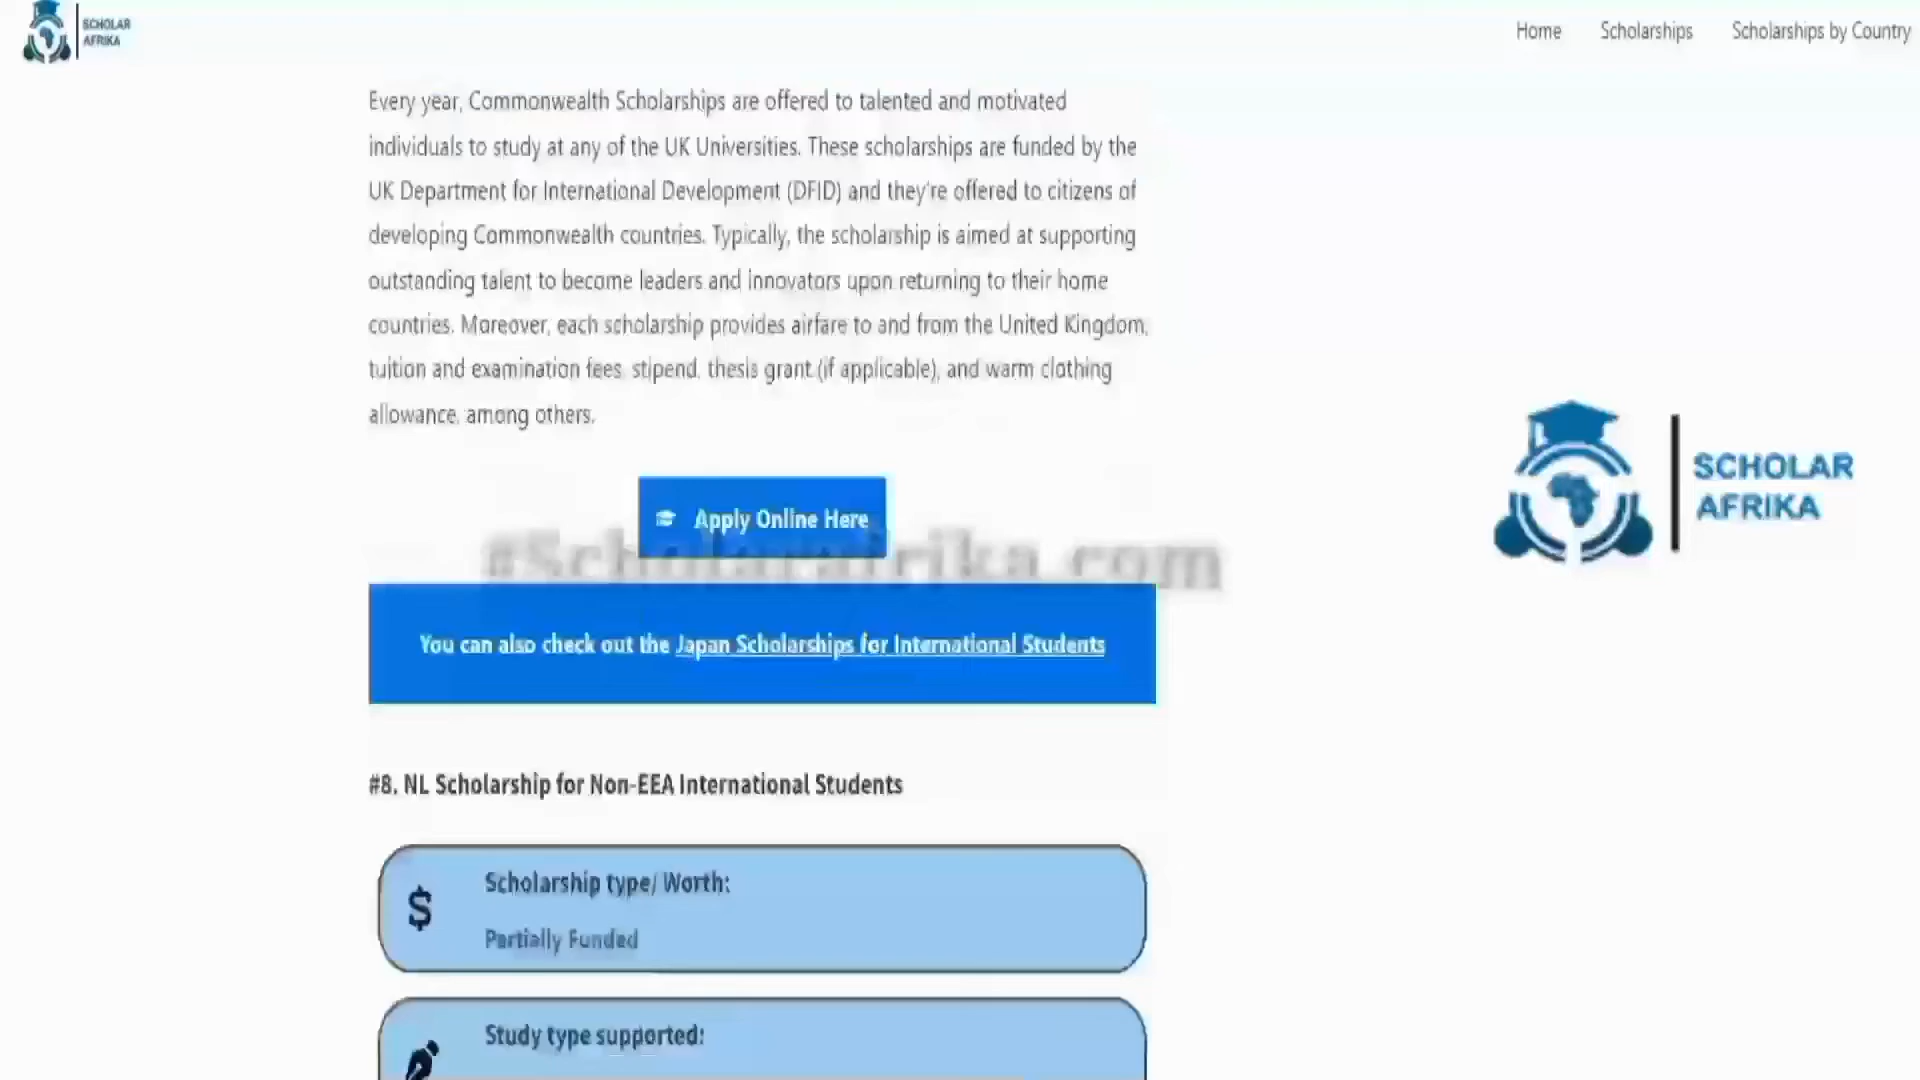 SCHOLAR
AFRIKA
Home
Scholarships
Scholarships by Country
Every year, Commonwealth Scholarships are offered to talented and motivated
individuals to study at any of the UK Universities. These scholarships are funded by the
UK Department for International Development (DFID) and they're offered to citizens of
developing Commonwealth countries. Typically, the scholarship is aimed at supporting
outstanding talent to become leaders and innovators upon returning to their home
countries. Moreover, each scholarship provides airfare to and from the United Kingdom,
tuition and examination fees, stipend, thesis grant (if applicable), and warm clothing
allowance, among others.
SCHOLAR
AFRIKA
Apply Online Here
#Scholarafrika.com
You can also check out the Japan Scholarships for International Students
#8. NL Scholarship for Non-EEA International Students
$
Scholarship type/ Worth:
Partially Funded
Study type supported: